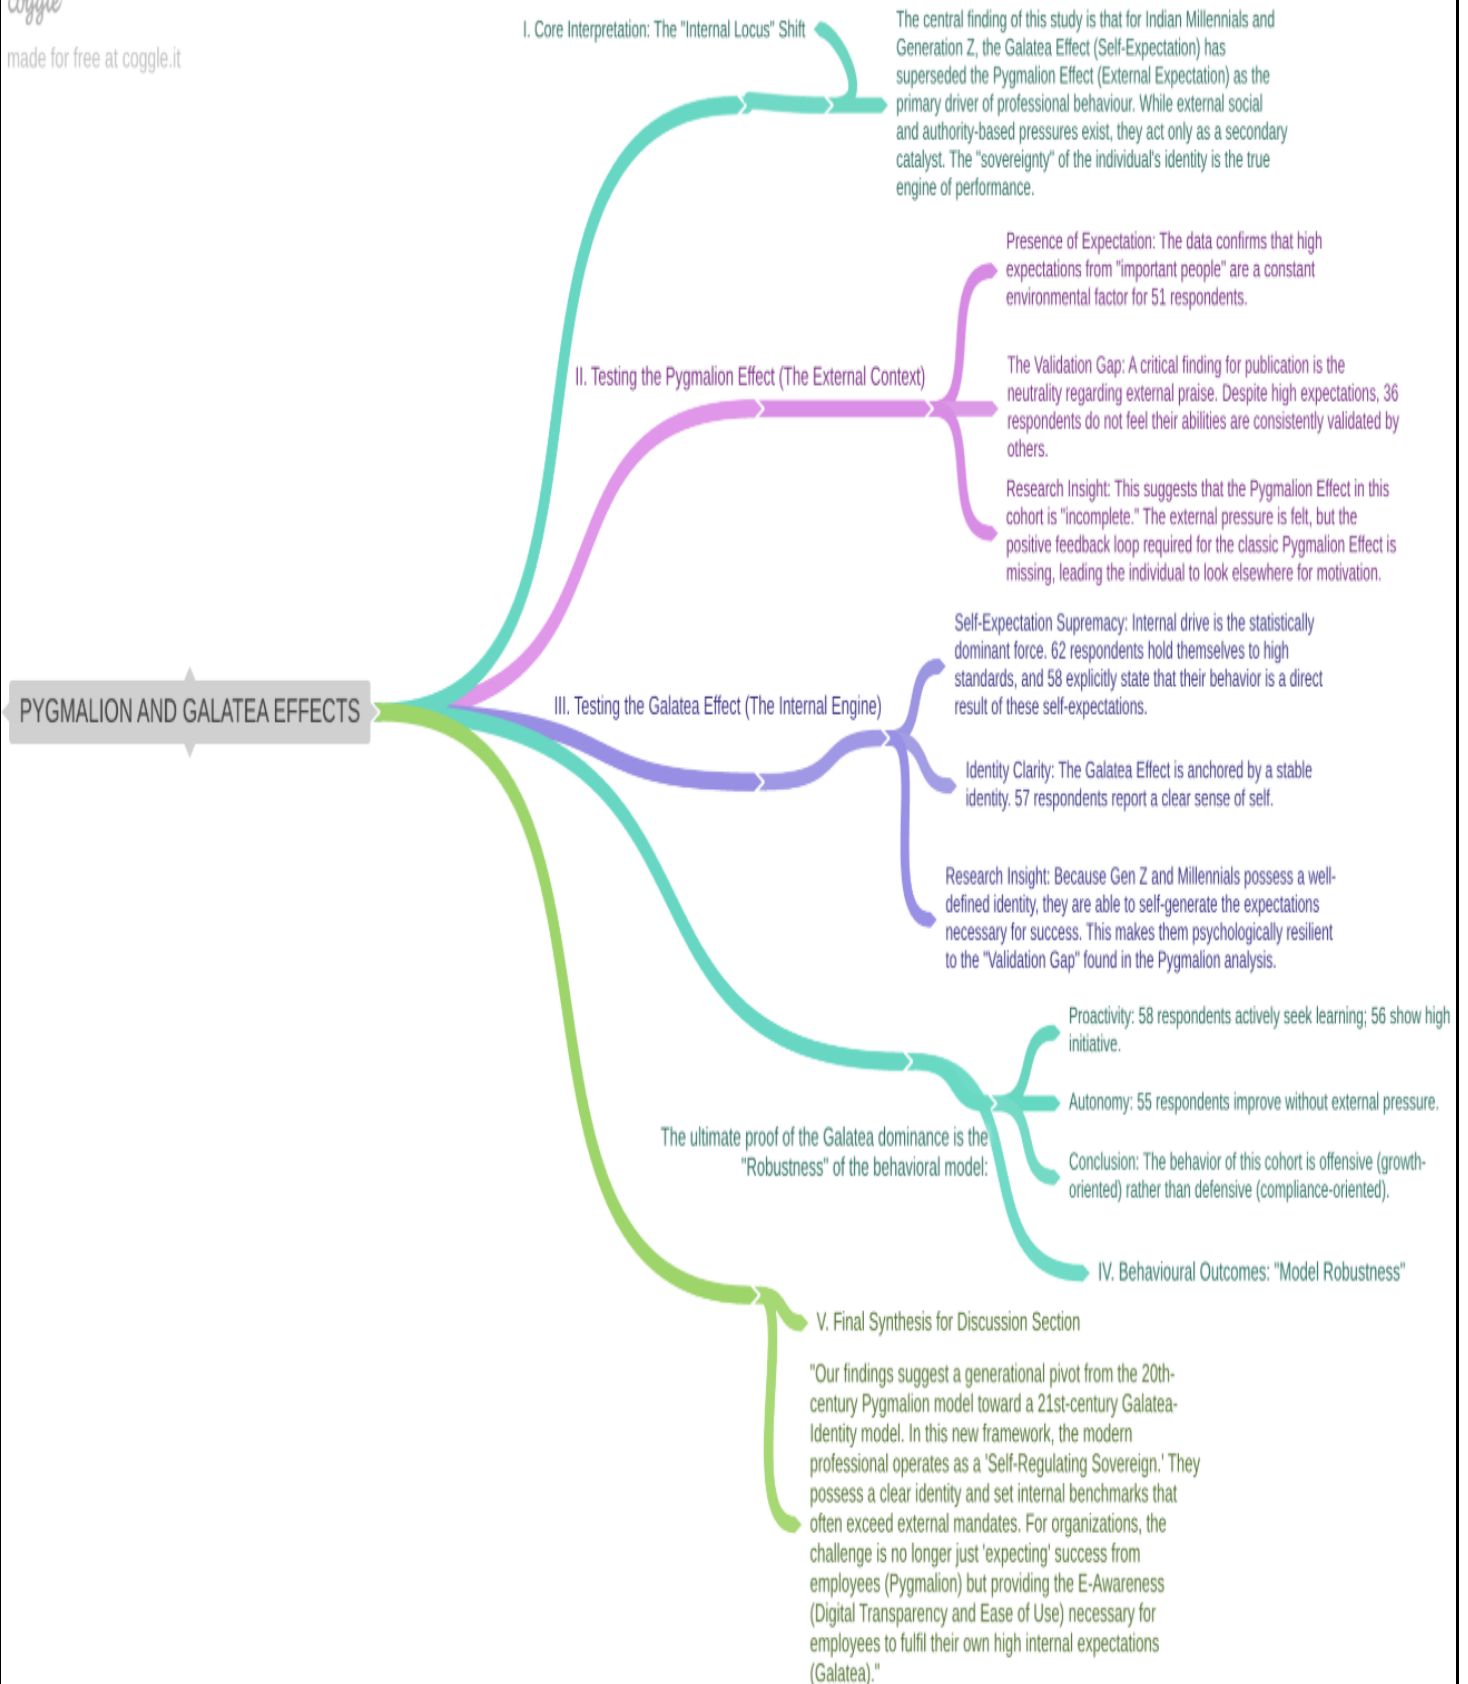 coggle
made for free at coggle.it
I. Core Interpretation: The "Internal Locus" Shift
The central finding of this study is that for Indian Millennials and
Generation Z, the Galatea Effect (Self-Expectation) has
superseded the Pygmalion Effect (External Expectation) as the
primary driver of professional behaviour. While external social
and authority-based pressures exist, they act only as a secondary
catalyst. The "sovereignty" of the individual's identity is the true
engine of performance.
II. Testing the Pygmalion Effect (The External Context)
Presence of Expectation: The data confirms that high
expectations from "important people" are a constant
environmental factor for 51 respondents.
The Validation Gap: A critical finding for publication is the
neutrality regarding external praise. Despite high expectations, 36
respondents do not feel their abilities are consistently validated by
others.
Research Insight: This suggests that the Pygmalion Effect in this
cohort is "incomplete." The external pressure is felt, but the
positive feedback loop required for the classic Pygmalion Effect is
missing, leading the individual to look elsewhere for motivation.
PYGMALION AND GALATEA EFFECTS
III. Testing the Galatea Effect (The Internal Engine)
Self-Expectation Supremacy: Internal drive is the statistically
dominant force. 62 respondents hold themselves to high
standards, and 58 explicitly state that their behavior is a direct
result of these self-expectations.
Identity Clarity: The Galatea Effect is anchored by a stable
identity. 57 respondents report a clear sense of self.
Research Insight: Because Gen Z and Millennials possess a well-
defined identity, they are able to self-generate the expectations
necessary for success. This makes them psychologically resilient
to the "Validation Gap" found in the Pygmalion analysis.
The ultimate proof of the Galatea dominance is the
"Robustness" of the behavioral model:
Proactivity: 58 respondents actively seek learning; 56 show high
initiative.
Autonomy: 55 respondents improve without external pressure.
Conclusion: The behavior of this cohort is offensive (growth-
oriented) rather than defensive (compliance-oriented).
IV. Behavioural Outcomes: "Model Robustness"
V. Final Synthesis for Discussion Section
"Our findings suggest a generational pivot from the 20th-
century Pygmalion model toward a 21st-century Galatea-
Identity model. In this new framework, the modern
professional operates as a 'Self-Regulating Sovereign.' They
possess a clear identity and set internal benchmarks that
often exceed external mandates. For organizations, the
challenge is no longer just 'expecting' success from
employees (Pygmalion) but providing the E-Awareness
(Digital Transparency and Ease of Use) necessary for
employees to fulfil their own high internal expectations
(Galatea)."